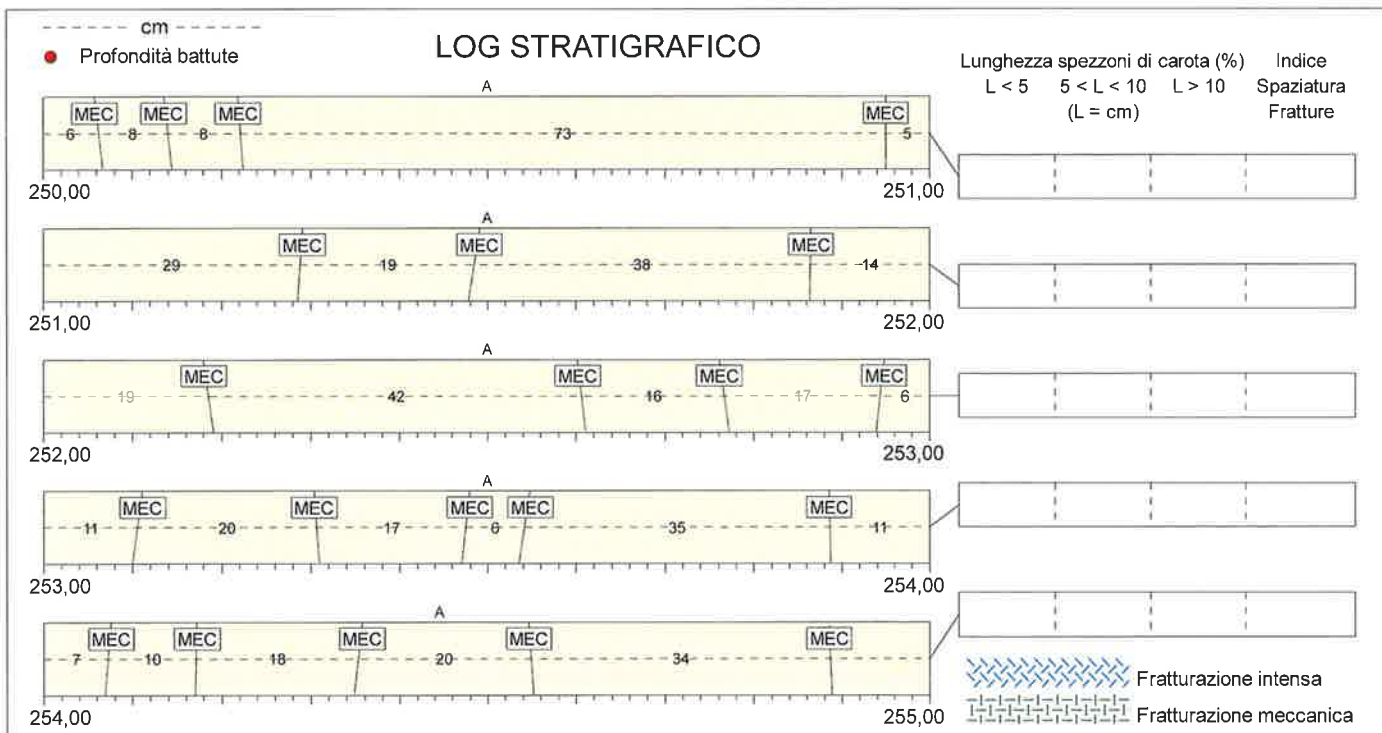 cm
Profondità battute
LOG STRATIGRAFICO
Lunghezza spezzoni di carota (%) Indice
L < 5 5 < L < 10 L > 10 Spaziatura
(L = cm) Fratture
A
MEC MEC MEC MEC
6 8 8 73 5
250,00 251,00
A
MEC MEC MEC
29 19 38 14
251,00 252,00
A
MEC MEC MEC MEC
19 42 16 17 6
252,00 253,00
A
MEC MEC MEC MEC MEC
11 20 17 6 35 11
253,00 254,00
A
MEC MEC MEC MEC MEC
7 10 18 20 34
254,00 255,00
Fratturazione intensa
Fratturazione meccanica